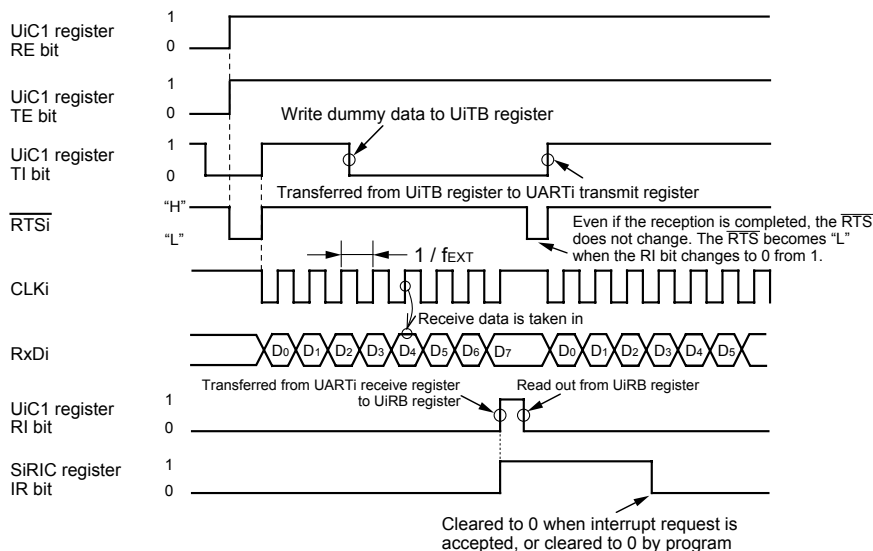 UiC1 register
RE bit
1
0
UiC1 register
TE bit
1
0
Write dummy data to UiTB register
UiC1 register
TI bit
1
0
Transferred from UiTB register to UARTi transmit register
RTSi
“H”
“L”
Even if the reception is completed, the RTS
does not change. The RTS becomes “L”
when the RI bit changes to 0 from 1.
1 / fEXT
CLKi
Receive data is taken in
RxDi
D0 D1 D2 D3 D4 D5 D6 D7 D0 D1 D2 D3 D4 D5
Transferred from UARTi receive register
to UiRB register
Read out from UiRB register
UiC1 register
RI bit
1
0
SiRIC register
IR bit
1
0
Cleared to 0 when interrupt request is
accepted, or cleared to 0 by program